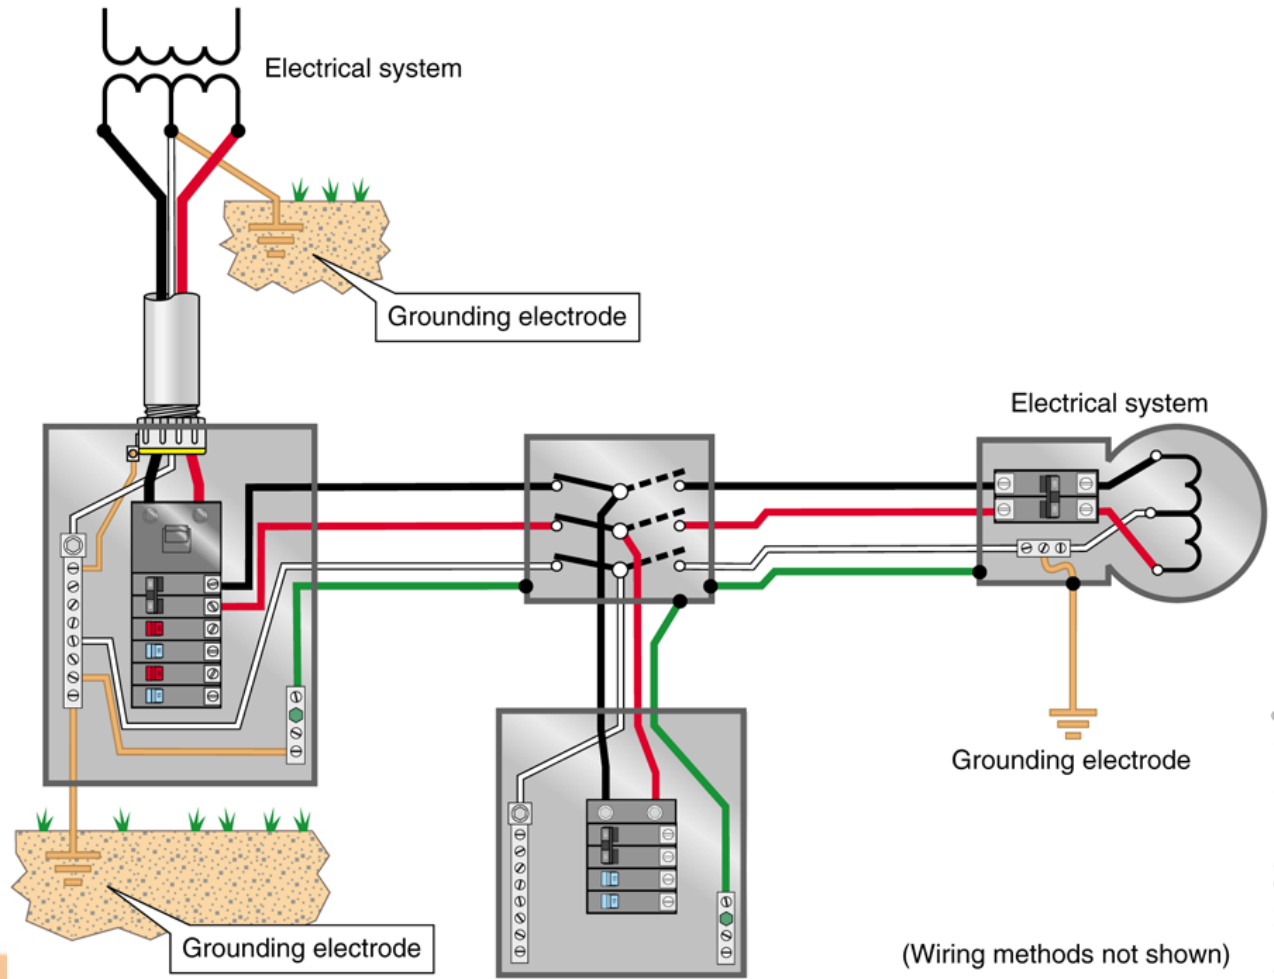 Electrical system
Grounding electrode
Electrical system
Grounding electrode
Grounding electrode
(Wiring methods not shown)